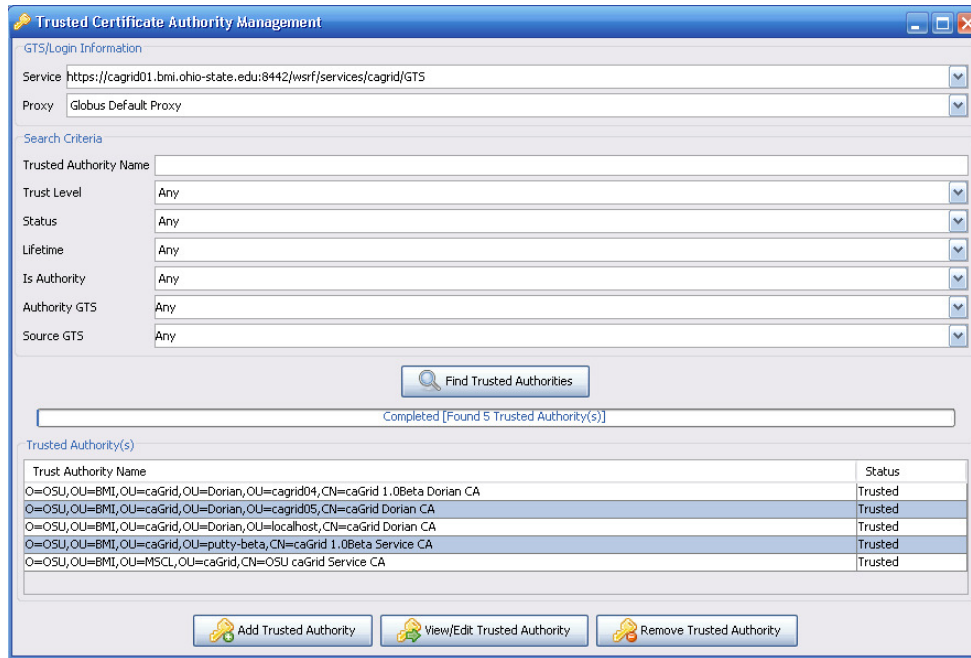 Trusted Certificate Authority Management
GTS/Login Information
Service https://cagrid01.bmi.ohio-state.edu:8442/wsrf/services/cagrid/GTS
Proxy Globus Default Proxy
Search Criteria
Trusted Authority Name
Trust Level Any
Status Any
Lifetime Any
Is Authority Any
Authority GTS Any
Source GTS Any
Find Trusted Authorities
Completed [Found 5 Trusted Authority(s)]
Trusted Authority(s)
Trust Authority Name Status
O=OSU,OU=BMI,OU=caGrid,OU=Dorian,OU=cagrid04,CN=caGrid 1.0Beta Dorian CA Trusted
O=OSU,OU=BMI,OU=caGrid,OU=Dorian,OU=cagrid05,CN=caGrid Dorian CA Trusted
O=OSU,OU=BMI,OU=caGrid,OU=Dorian,OU=localhost,CN=caGrid Dorian CA Trusted
O=OSU,OU=BMI,OU=caGrid,OU=putty-beta,CN=caGrid 1.0Beta Service CA Trusted
O=OSU,OU=BMI,OU=MSCL,OU=caGrid,CN=OSU caGrid Service CA Trusted
Add Trusted Authority View/Edit Trusted Authority Remove Trusted Authority